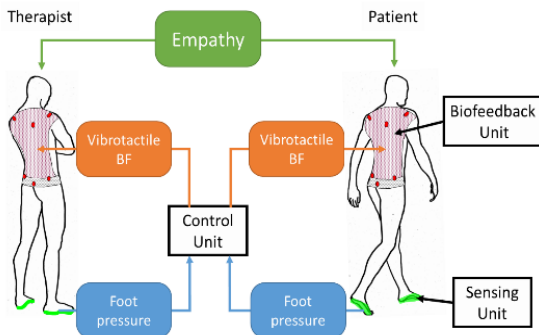 Therapist
Patient
Empathy
Vibrotactile
BF
Vibrotactile
BF
Biofeedback
Unit
Control
Unit
Foot
pressure
Foot
pressure
Sensing
Unit